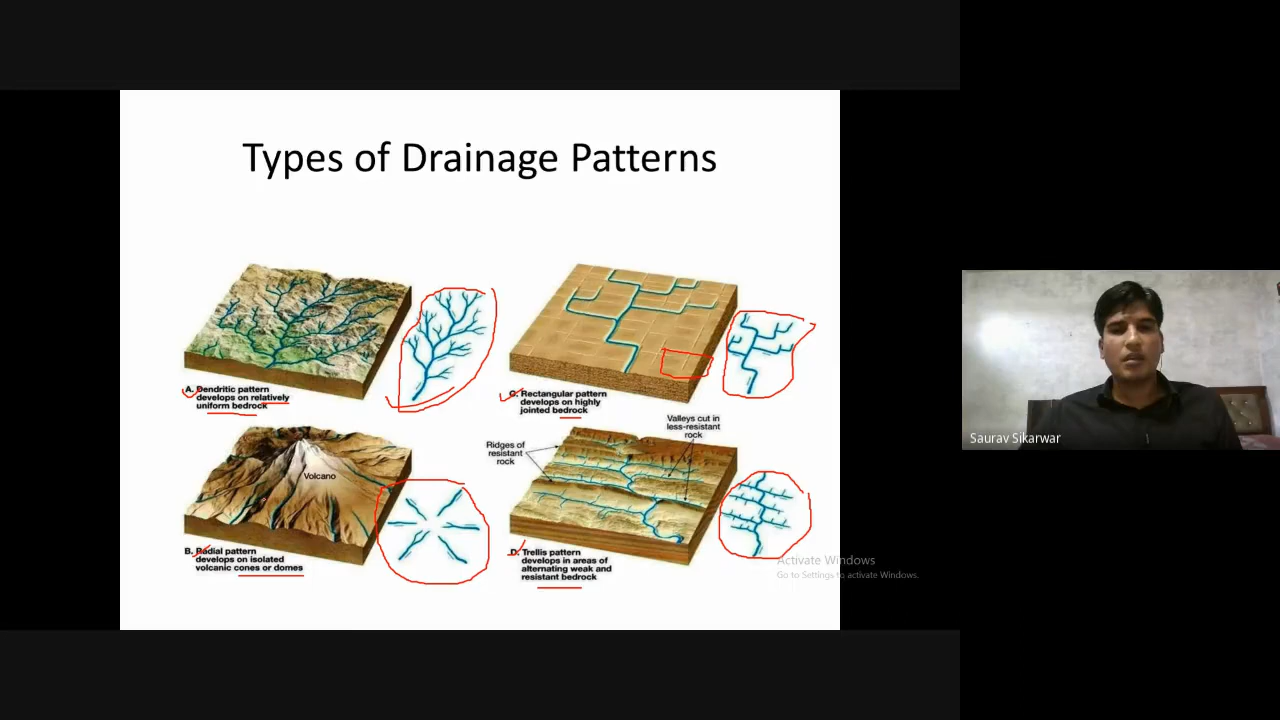 Types of Drainage Patterns
A. Dendritic pattern
develops on relatively
uniform bedrock
C. Rectangular pattern
develops on highly
jointed bedrock
Volcano
B. Radial pattern
develops on isolated
volcanic cones or domes
Ridges of
resistant
rock
Valleys cut in
less-resistant
rock
D. Trellis pattern
develops in areas of
alternating weak and
resistant bedrock
Activate Windows
Go to Settings to activate Windows.
Saurav Sikarwar